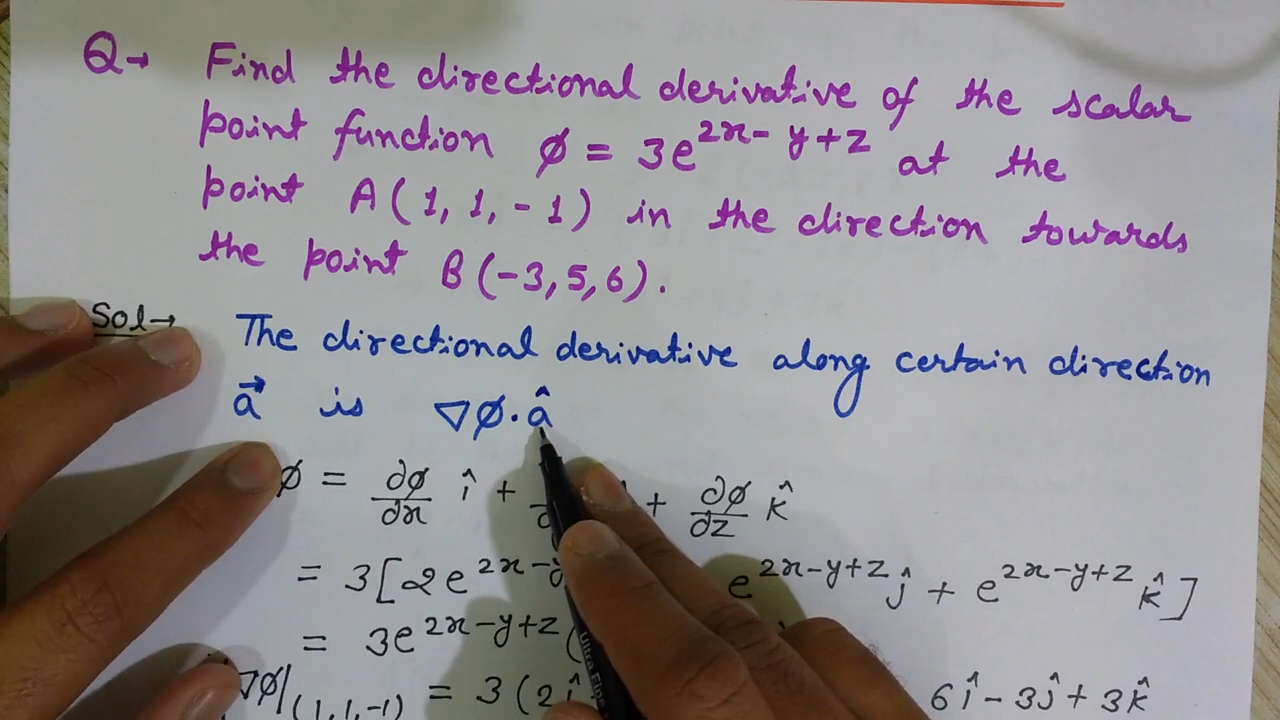 Q→ Find the directional derivative of the scalar
point function ø = 3e^{2x-y+z} at the
point A(1, 1, -1) in the direction towards
the point B(-3, 5, 6).
Sol→ The directional derivative along certain direction
a⃗ is ▽ø·â
ø = ∂ø/∂x î + + ∂ø/∂z k̂
= 3[2e^{2x-y e^{2x-y+z} ĵ + e^{2x-y+z} k̂]
= 3e^{2x-y+z} (
▽ø|(1,1,-1) = 3(2î 6î - 3ĵ + 3k̂
Ultra Fine